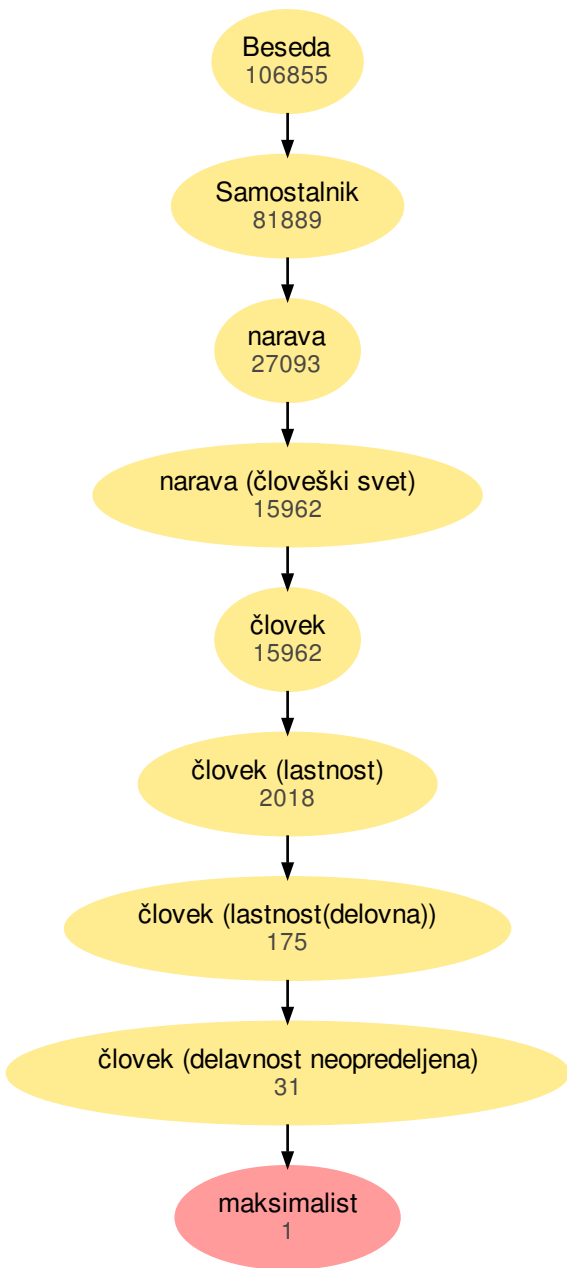 Beseda
106855
Samostalnik
81889
narava
27093
narava (človeški svet)
15962
človek
15962
človek (lastnost)
2018
človek (lastnost(delovna))
175
človek (delavnost neopredeljena)
31
maksimalist
1